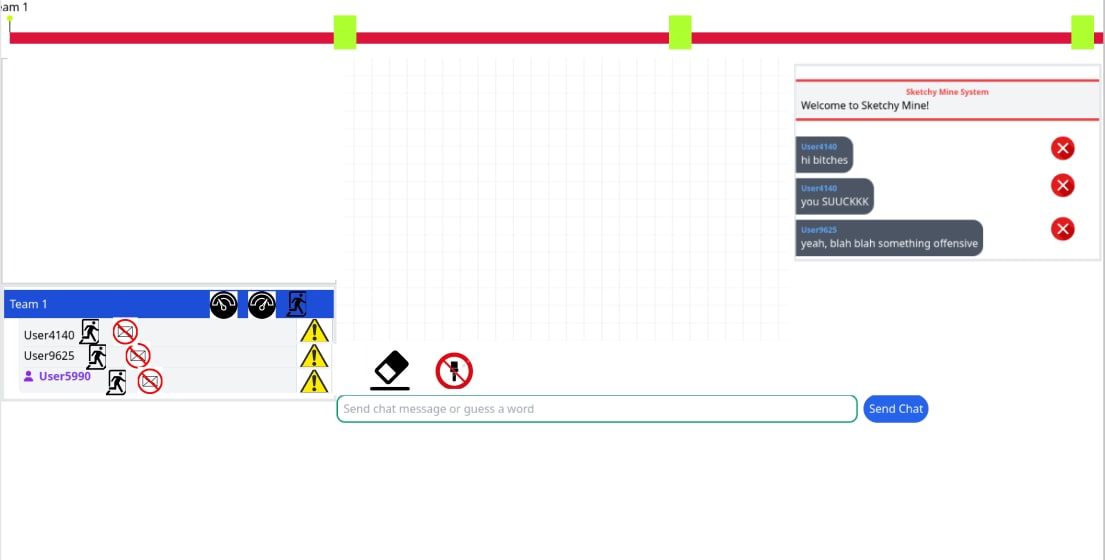 am 1
Sketchy Mine System
Welcome to Sketchy Mine!
User4140
hi bitches
User4140
you SUUCKKK
User9625
yeah, blah blah something offensive
Team 1
User4140
User9625
User5990
Send chat message or guess a word
Send Chat